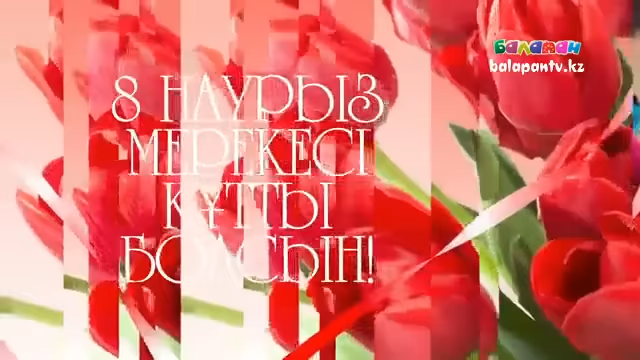 балапан
balapantv.kz
8 НАУРЫЗ
МЕРЕКЕСІ
ҚҰТТЫ
БОЛСЫН!